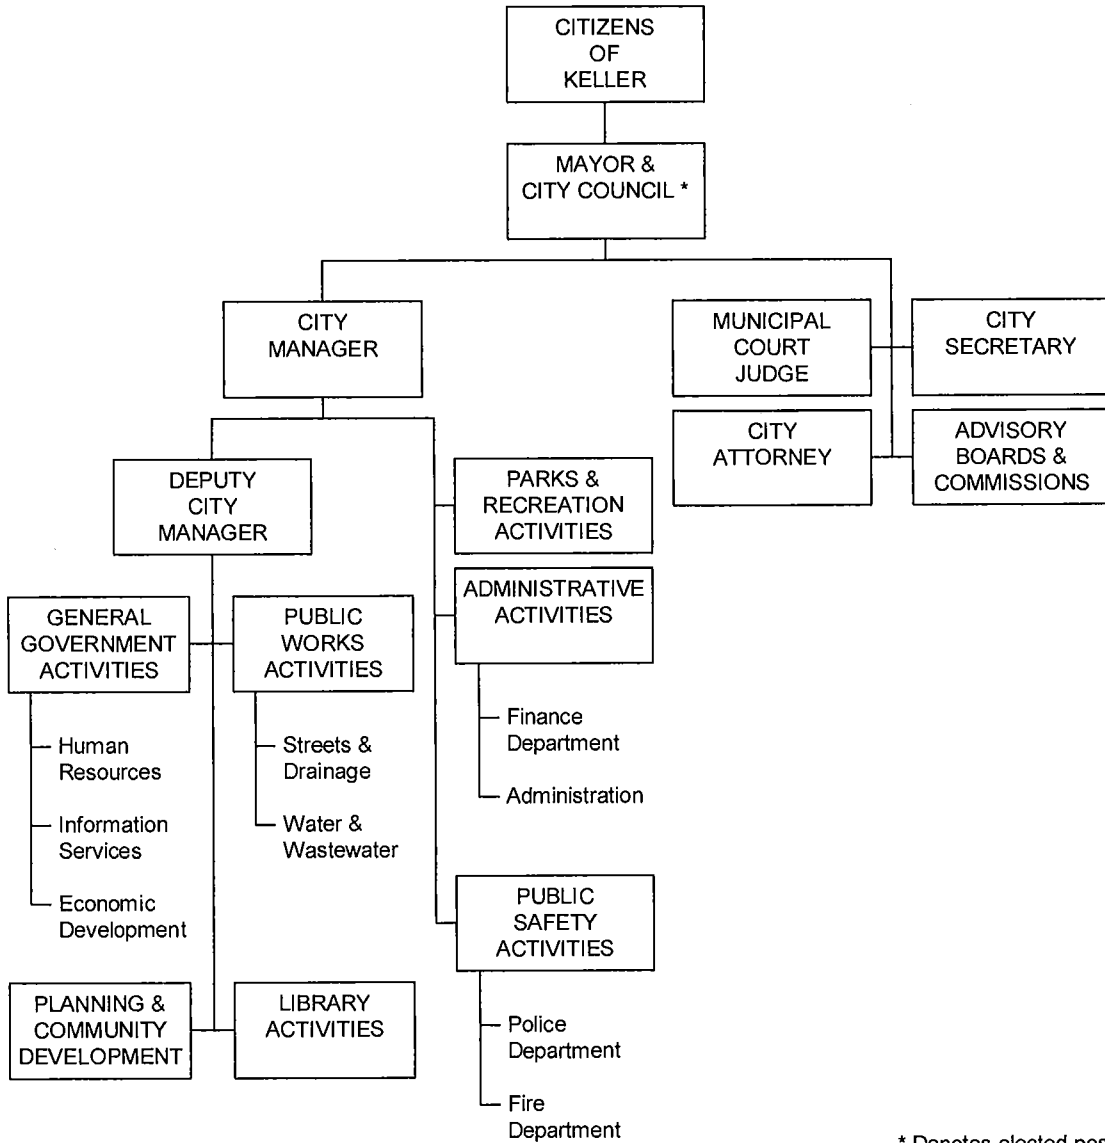 CITIZENS
OF
KELLER
MAYOR &
CITY COUNCIL *
CITY
MANAGER
MUNICIPAL
COURT
JUDGE
CITY
SECRETARY
CITY
ATTORNEY
ADVISORY
BOARDS &
COMMISSIONS
DEPUTY
CITY
MANAGER
PARKS &
RECREATION
ACTIVITIES
ADMINISTRATIVE
ACTIVITIES
Finance
Department
Administration
GENERAL
GOVERNMENT
ACTIVITIES
Human
Resources
Information
Services
Economic
Development
PUBLIC
WORKS
ACTIVITIES
Streets &
Drainage
Water &
Wastewater
PUBLIC
SAFETY
ACTIVITIES
Police
Department
Fire
Department
PLANNING &
COMMUNITY
DEVELOPMENT
LIBRARY
ACTIVITIES
* Denotes elected